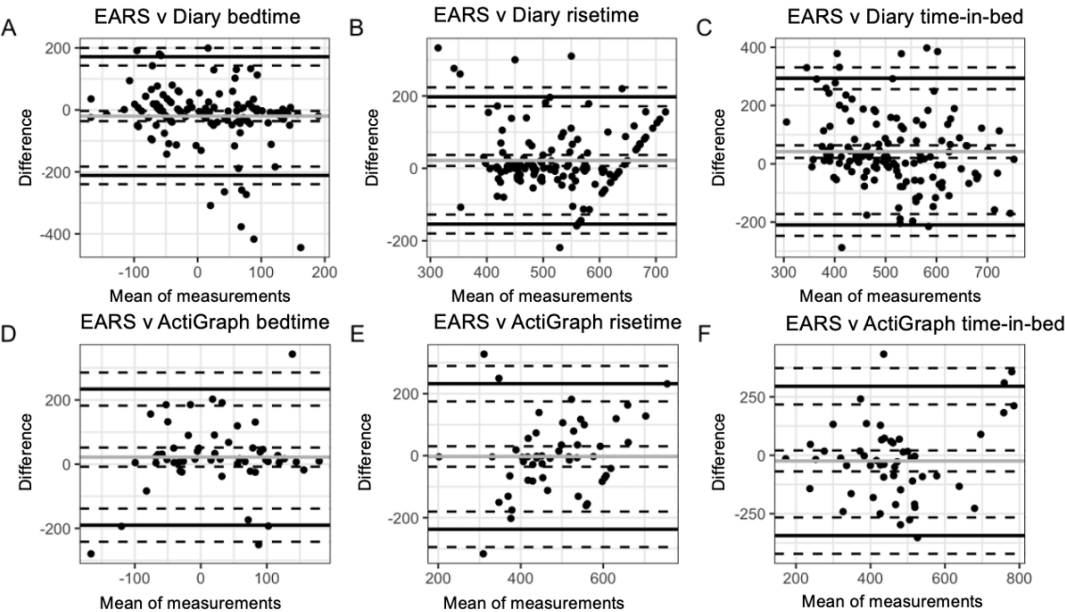 A
EARS v Diary bedtime
200
0
-200
-400
Difference
-100
0
100
200
Mean of measurements
B
EARS v Diary risetime
200
0
-200
Difference
300
400
500
600
700
Mean of measurements
C
EARS v Diary time-in-bed
400
200
0
-200
Difference
300
400
500
600
700
Mean of measurements
D
EARS v ActiGraph bedtime
200
0
-200
Difference
-100
0
100
Mean of measurements
E
EARS v ActiGraph risetime
200
0
-200
Difference
200
400
600
Mean of measurements
F
EARS v ActiGraph time-in-bed
250
0
-250
Difference
200
400
600
800
Mean of measurements